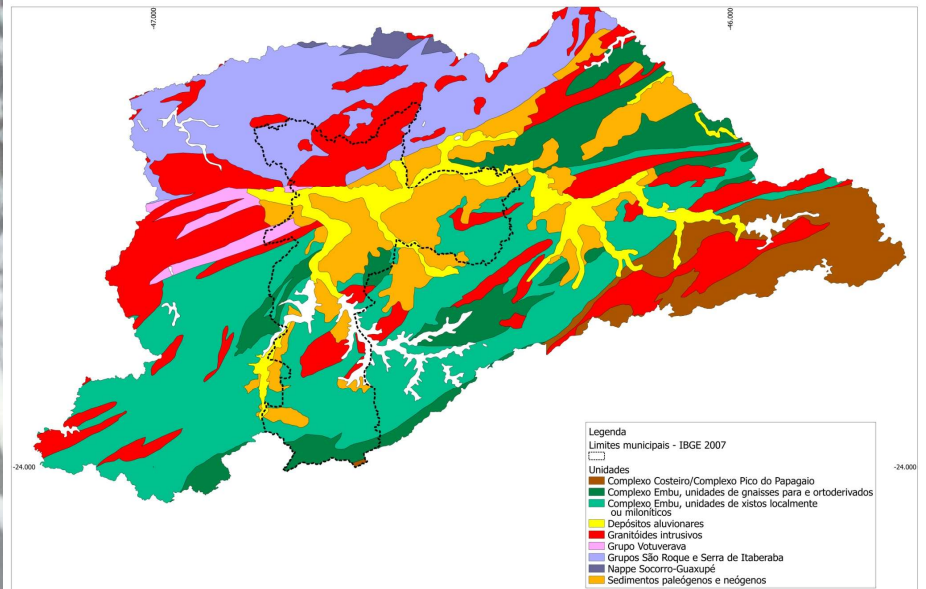 -47.000
-46.000
-24.000
-24.000
Legenda
Limites municipais - IBGE 2007
Unidades
Complexo Costeiro/Complexo Pico do Papagaio
Complexo Embu, unidades de gnaisses para e ortoderivados
Complexo Embu, unidades de xistos localmente
ou miloníticos
Depósitos aluvionares
Granitóides intrusivos
Grupo Votuverava
Grupos São Roque e Serra de Itaberaba
Nappe Socorro-Guaxupé
Sedimentos paleógenos e neógenos